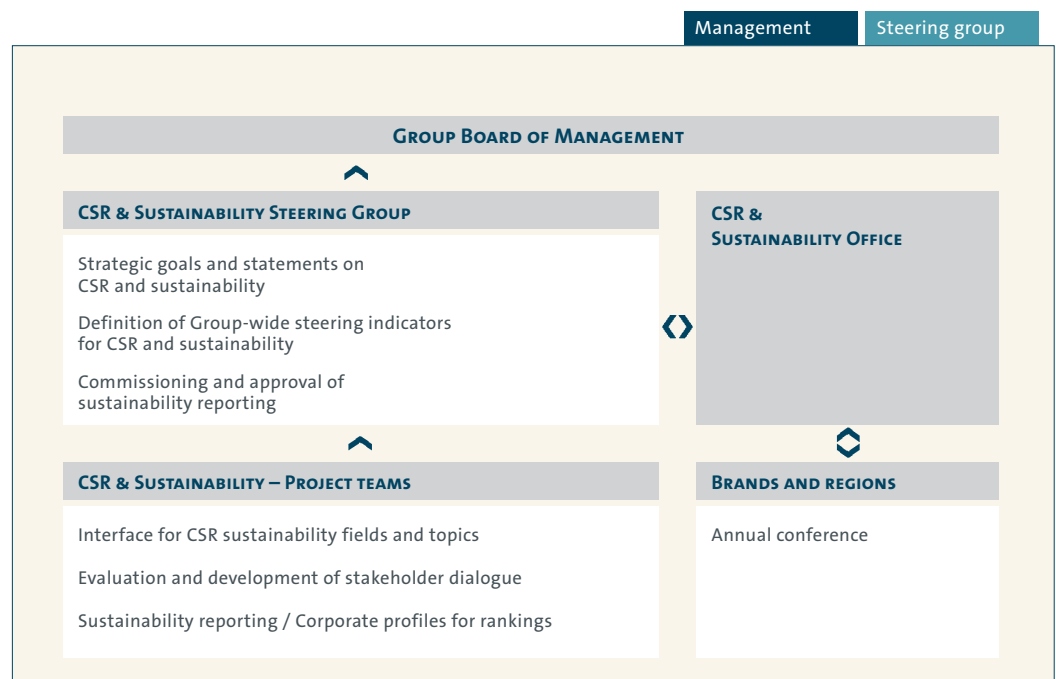 Management
Steering group
Group Board of Management
CSR & Sustainability Steering Group
Strategic goals and statements on
CSR and sustainability
Definition of Group-wide steering indicators
for CSR and sustainability
Commissioning and approval of
sustainability reporting
CSR &
Sustainability Office
CSR & Sustainability – Project teams
Interface for CSR sustainability fields and topics
Evaluation and development of stakeholder dialogue
Sustainability reporting / Corporate profiles for rankings
Brands and regions
Annual conference